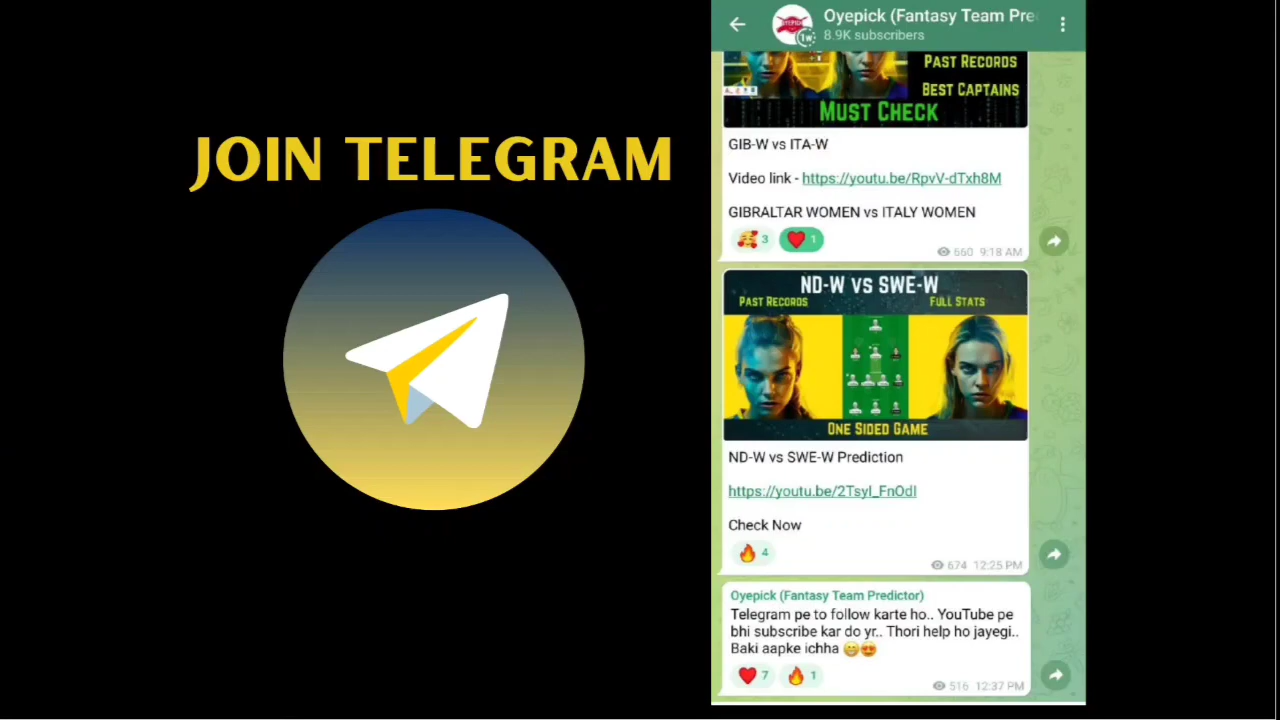 JOIN TELEGRAM
Oyepick (Fantasy Team Pre
8.9K subscribers
PAST RECORDS
BEST CAPTAINS
MUST CHECK
GIB-W vs ITA-W
Video link - https://youtu.be/RpvV-dTxh8M
GIBRALTAR WOMEN vs ITALY WOMEN
🥰 3 ❤️ 1
660 9:18 AM
ND-W VS SWE-W
PAST RECORDS
FULL STATS
ONE SIDED GAME
ND-W vs SWE-W Prediction
https://youtu.be/2Tsyl_FnOdI
Check Now
🔥 4
674 12:25 PM
Oyepick (Fantasy Team Predictor)
Telegram pe to follow karte ho.. YouTube pe
bhi subscribe kar do yr.. Thori help ho jayegi..
Baki aapke ichha 😁😍
❤️ 7 🔥 1
516 12:37 PM